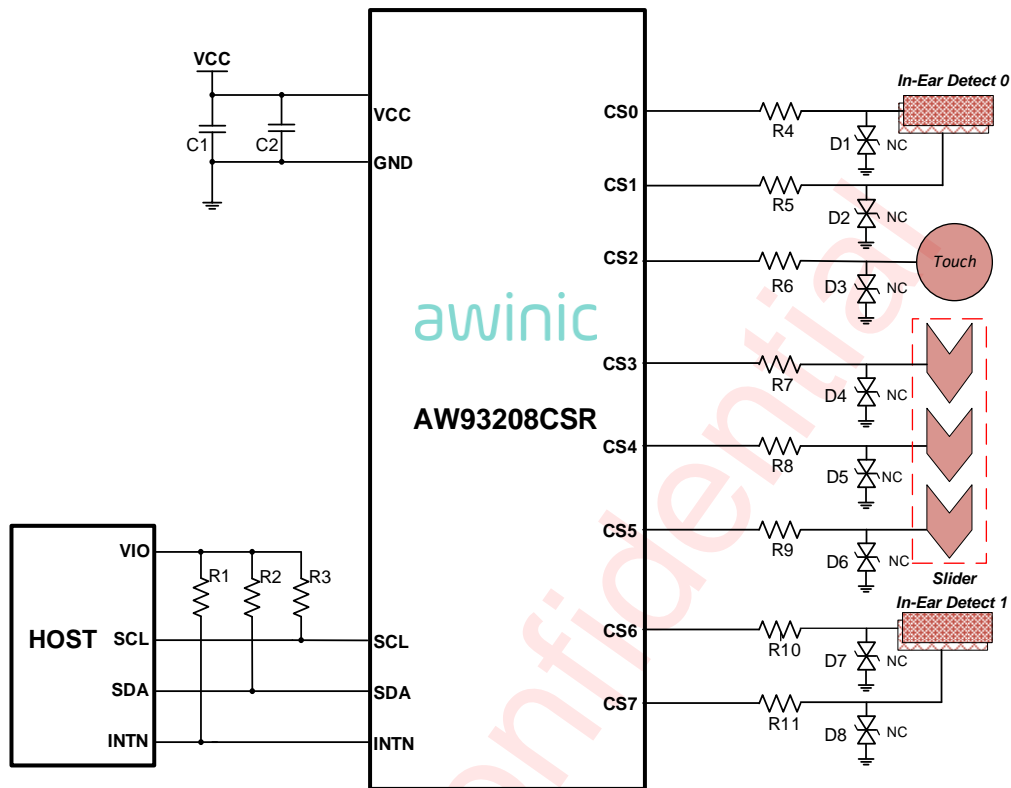 VCC
C1
C2
VCC
GND
awinic
AW93208CSR
HOST
VIO
SCL
SDA
INTN
R1
R2
R3
SCL
SDA
INTN
CS0
R4
D1
NC
In-Ear Detect 0
CS1
R5
D2
NC
CS2
R6
D3
NC
Touch
CS3
R7
D4
NC
CS4
R8
D5
NC
CS5
R9
D6
NC
Slider
In-Ear Detect 1
CS6
R10
D7
NC
CS7
R11
D8
NC
onfidential